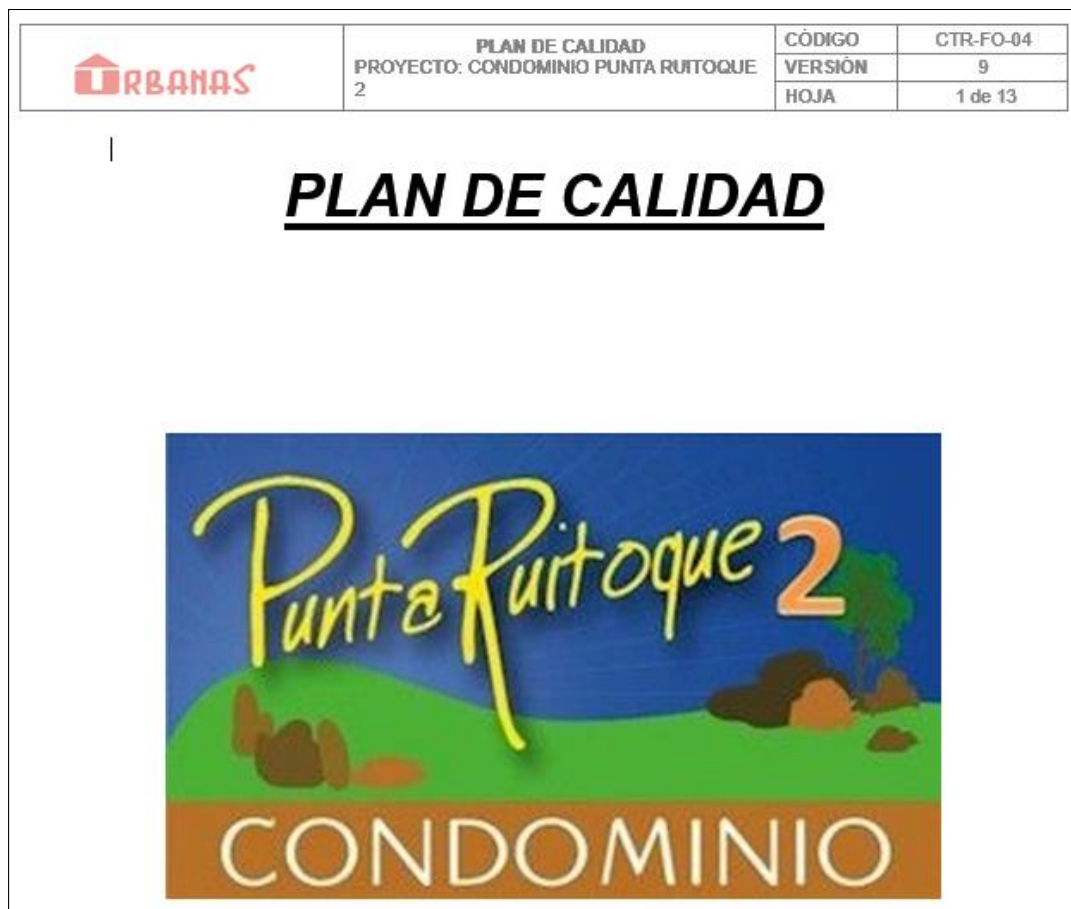 URBANAS
PLAN DE CALIDAD
PROYECTO: CONDOMINIO PUNTA RUITOQUE
2
CÓDIGO CTR-FO-04
VERSIÓN 9
HOJA 1 de 13
PLAN DE CALIDAD
Punta Ruitoque 2
CONDOMINIO